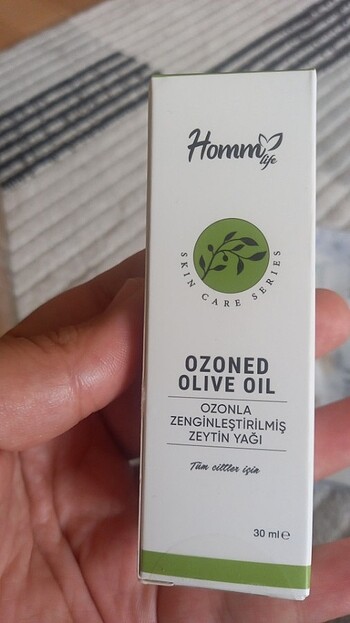 Homm
life
SKIN CARE SERIES
OZONED
OLIVE OIL
OZONLA
ZENGİNLEŞTİRİLMİŞ
ZEYTİN YAĞI
Tüm ciltler için
30 ml ℮